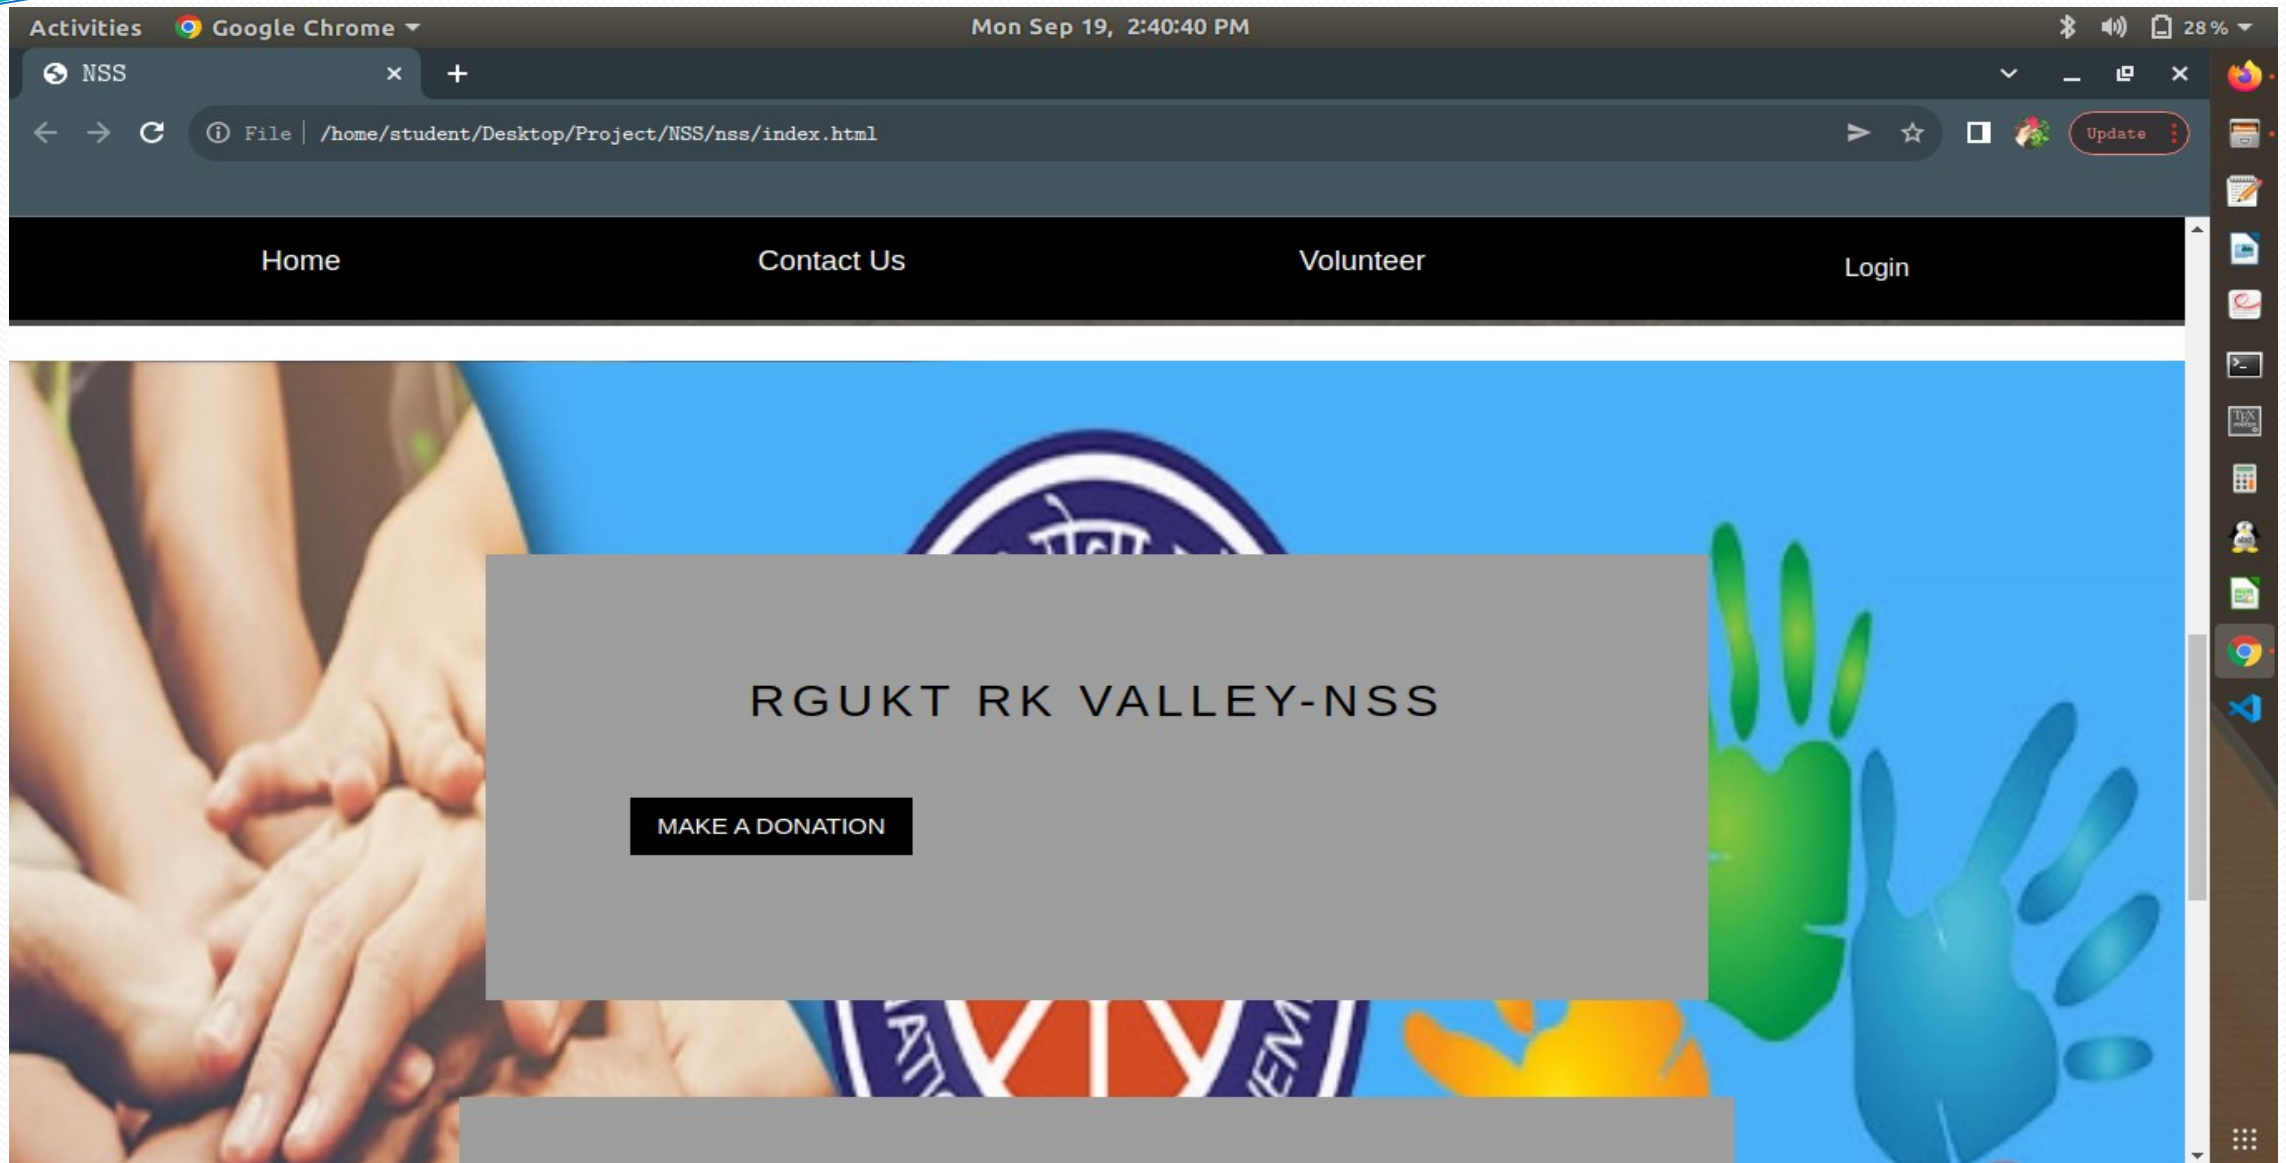 Activities Google Chrome Mon Sep 19, 2:40:40 PM 28 %
NSS
File /home/student/Desktop/Project/NSS/nss/index.html Update
Home Contact Us Volunteer Login
RGUKT RK VALLEY-NSS
MAKE A DONATION